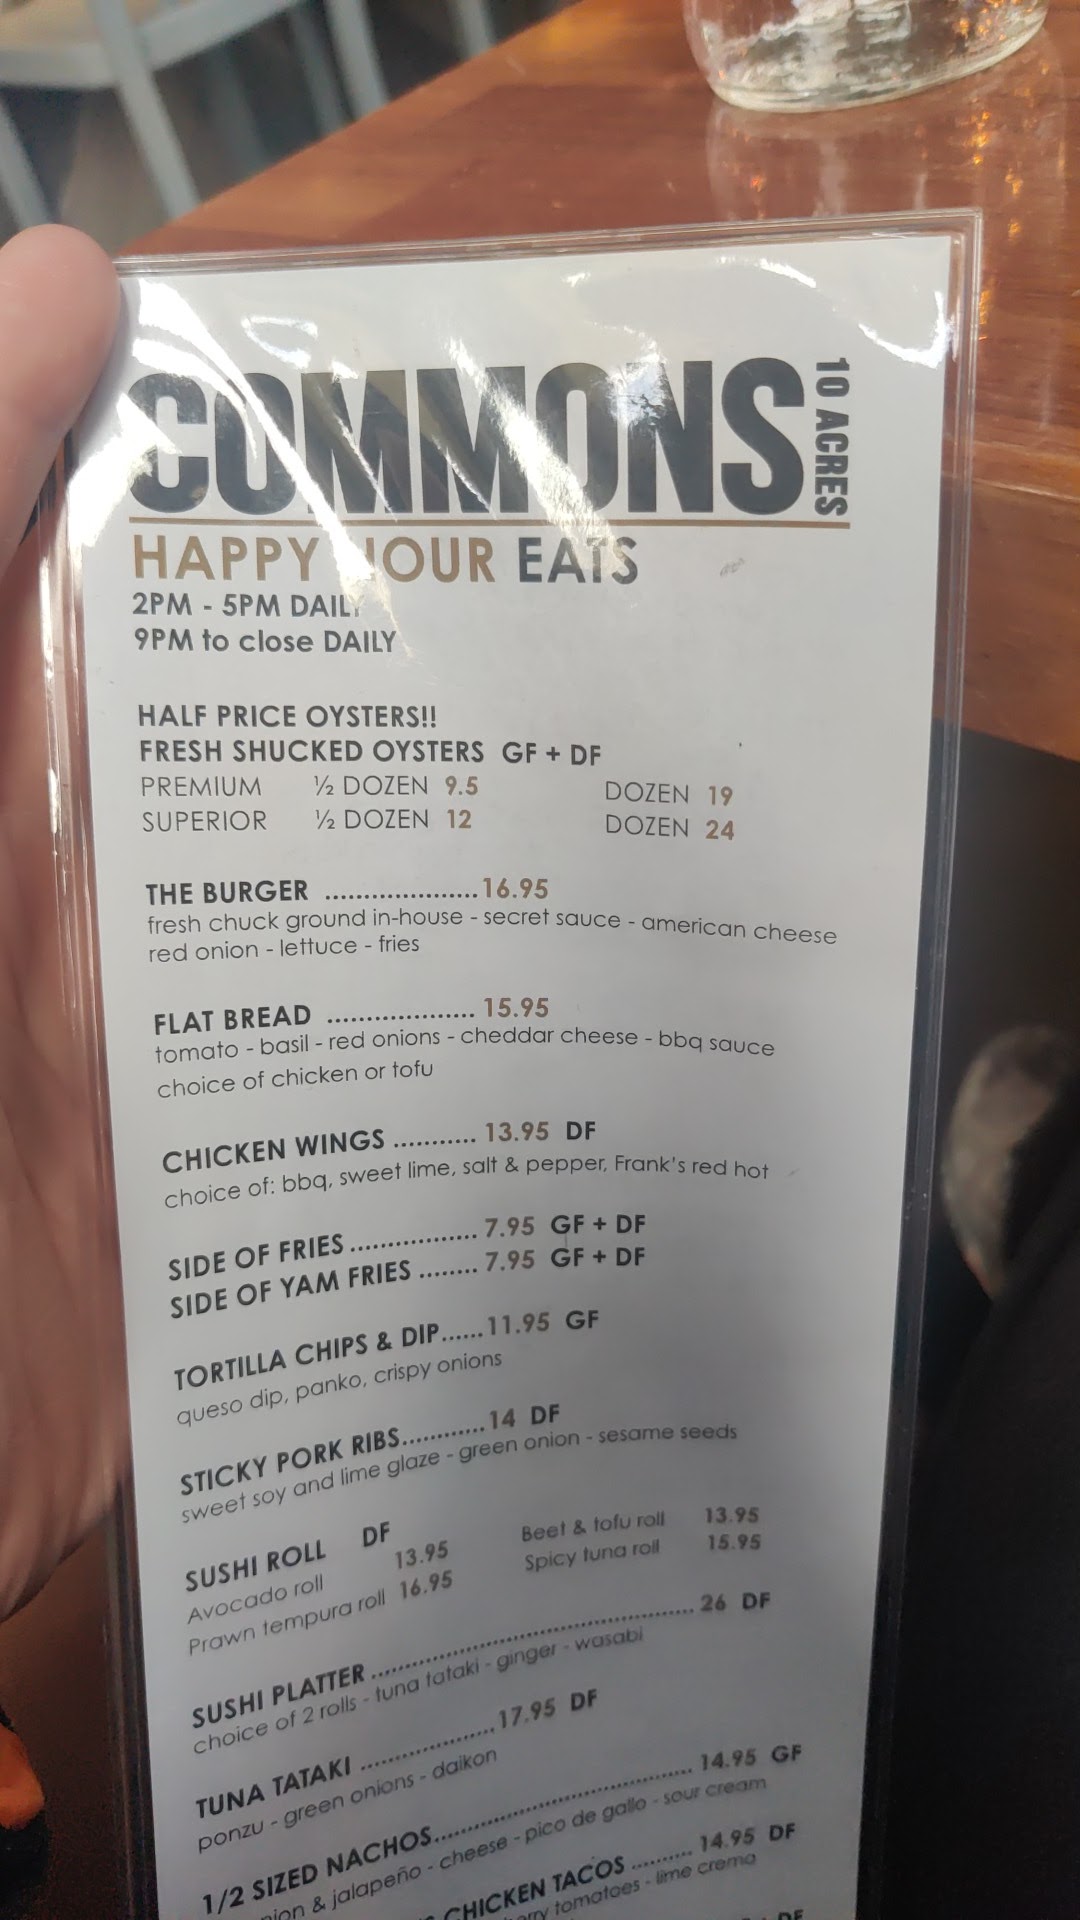 COMMONS 10 ACRES
HAPPY HOUR EATS
2PM - 5PM DAILY
9PM to close DAILY
HALF PRICE OYSTERS!!
FRESH SHUCKED OYSTERS GF + DF
PREMIUM ½ DOZEN 9.5 DOZEN 19
SUPERIOR ½ DOZEN 12 DOZEN 24
THE BURGER ....................16.95
fresh chuck ground in-house - secret sauce - american cheese
red onion - lettuce - fries
FLAT BREAD ................... 15.95
tomato - basil - red onions - cheddar cheese - bbq sauce
choice of chicken or tofu
CHICKEN WINGS ........... 13.95 DF
choice of: bbq, sweet lime, salt & pepper, Frank's red hot
SIDE OF FRIES ................. 7.95 GF + DF
SIDE OF YAM FRIES ........ 7.95 GF + DF
TORTILLA CHIPS & DIP......11.95 GF
queso dip, panko, crispy onions
STICKY PORK RIBS............14 DF
sweet soy and lime glaze - green onion - sesame seeds
SUSHI ROLL DF
Avocado roll 13.95 Beet & tofu roll 13.95
Prawn tempura roll 16.95 Spicy tuna roll 15.95
SUSHI PLATTER ............................................. 26 DF
choice of 2 rolls - tuna tataki - ginger - wasabi
TUNA TATAKI ...................17.95 DF
ponzu - green onions - daikon
1/2 SIZED NACHOS.................................... 14.95 GF
& jalapeño - cheese - pico de gallo - sour cream
CHICKEN TACOS .......... 14.95 DF
tomatoes - lime crema
DF